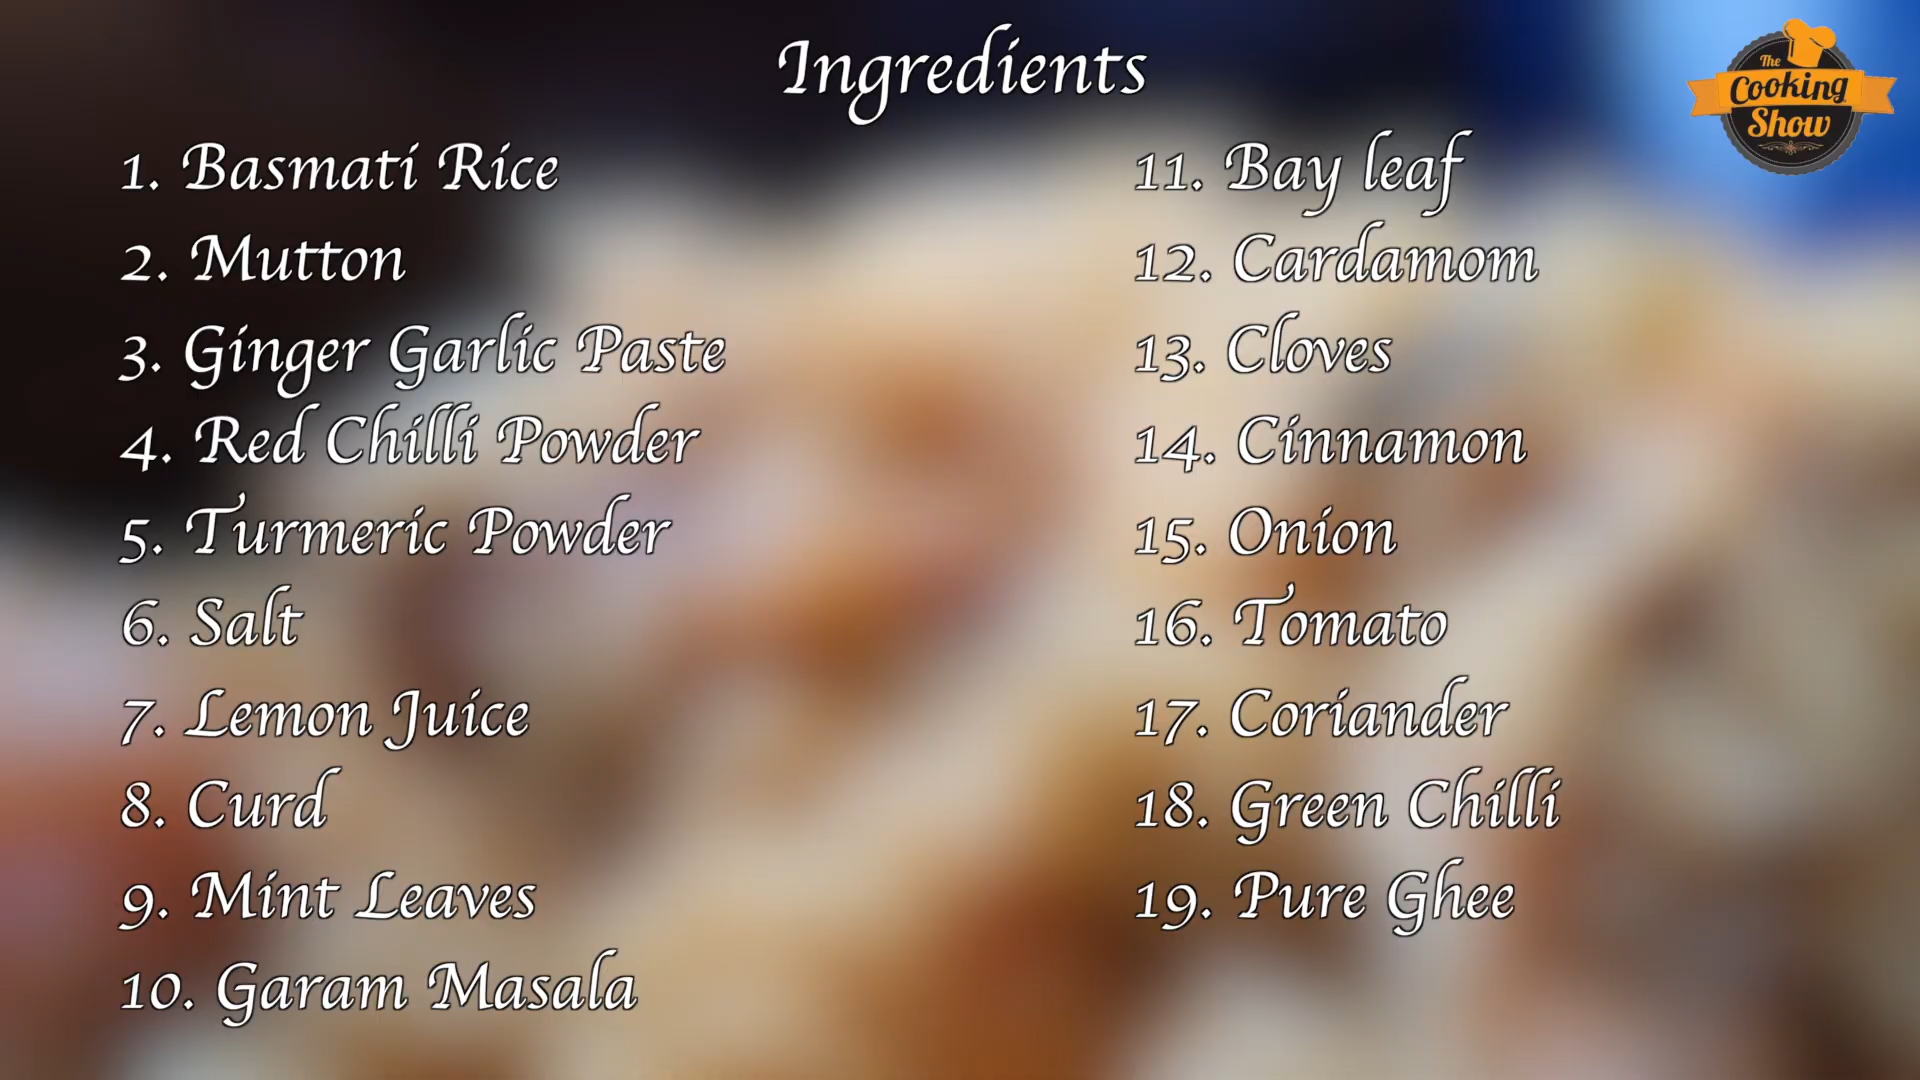 Ingredients
The
Cooking
Show
1. Basmati Rice
2. Mutton
3. Ginger Garlic Paste
4. Red Chilli Powder
5. Turmeric Powder
6. Salt
7. Lemon Juice
8. Curd
9. Mint Leaves
10. Garam Masala
11. Bay leaf
12. Cardamom
13. Cloves
14. Cinnamon
15. Onion
16. Tomato
17. Coriander
18. Green Chilli
19. Pure Ghee